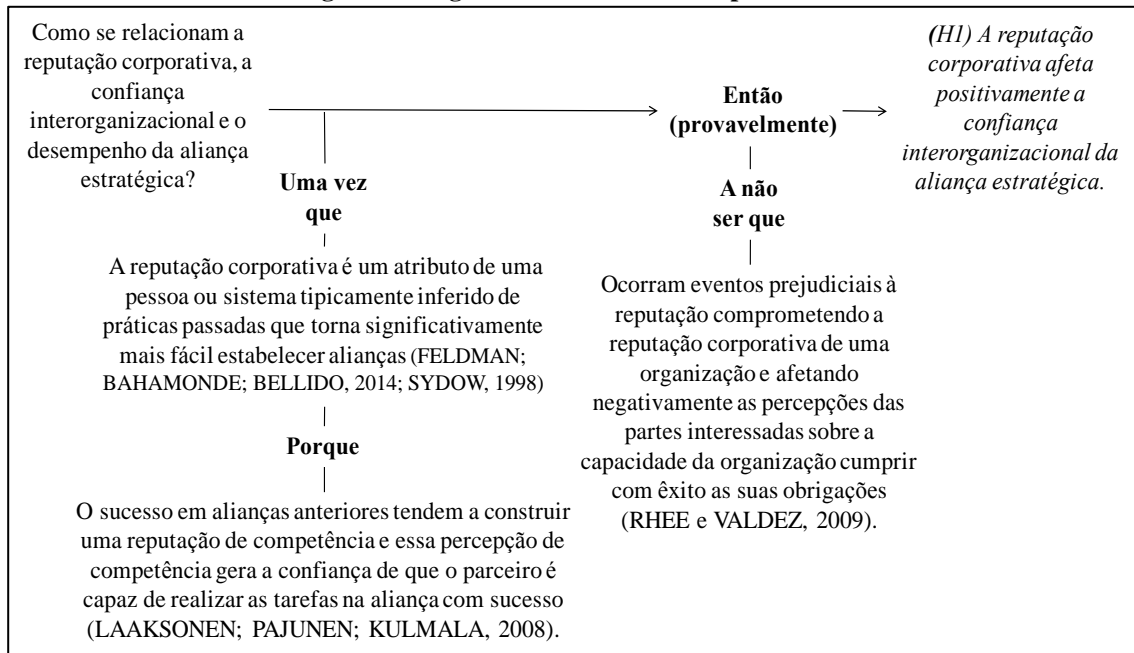 Como se relacionam a
reputação corporativa, a
confiança
interorganizacional e o
desempenho da aliança
estratégica?
Uma vez
que
A reputação corporativa é um atributo de uma
pessoa ou sistema tipicamente inferido de
práticas passadas que torna significativamente
mais fácil estabelecer alianças (FELDMAN;
BAHAMONDE; BELLIDO, 2014; SYDOW, 1998)
Porque
O sucesso em alianças anteriores tendem a construir
uma reputação de competência e essa percepção de
competência gera a confiança de que o parceiro é
capaz de realizar as tarefas na aliança com sucesso
(LAAKSONEN; PAJUNEN; KULMALA, 2008).
Então
(provavelmente)
A não
ser que
Ocorram eventos prejudiciais à
reputação comprometendo a
reputação corporativa de uma
organização e afetando
negativamente as percepções das
partes interessadas sobre a
capacidade da organização cumprir
com êxito as suas obrigações
(RHEE e VALDEZ, 2009).
(H1) A reputação
corporativa afeta
positivamente a
confiança
interorganizacional da
aliança estratégica.